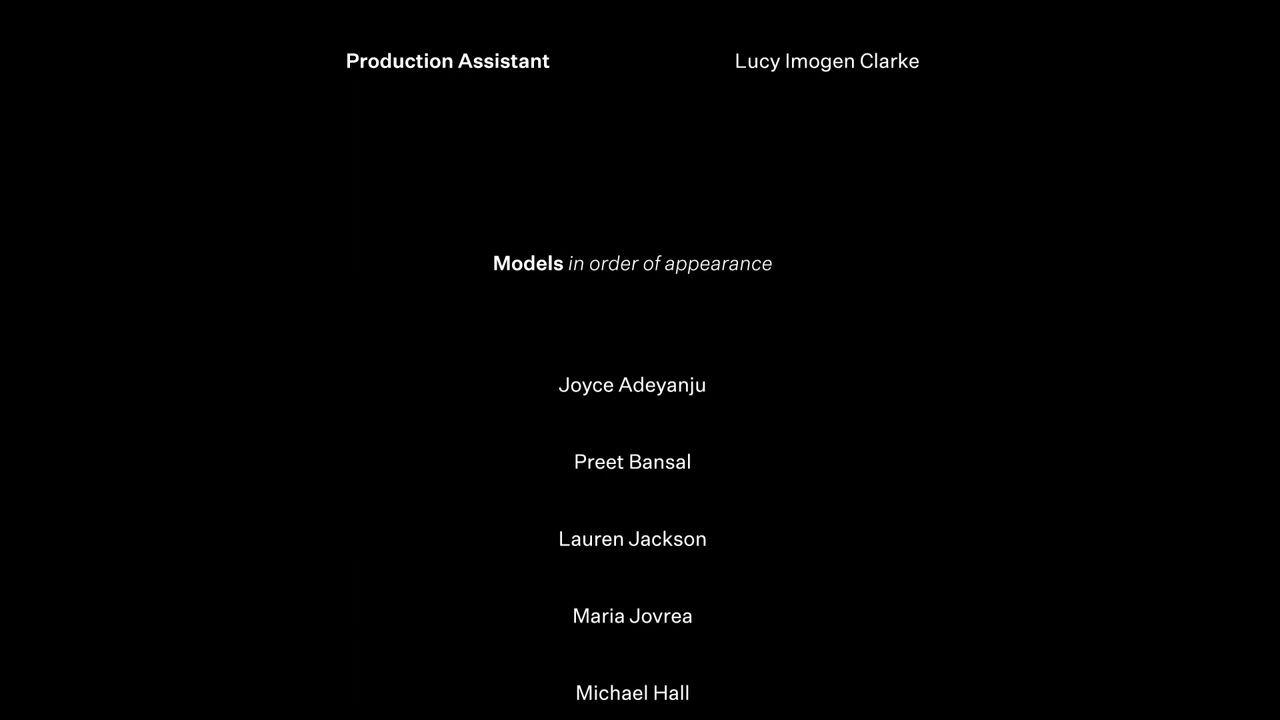 Production Assistant Lucy Imogen Clarke
Models in order of appearance
Joyce Adeyanju
Preet Bansal
Lauren Jackson
Maria Jovrea
Michael Hall